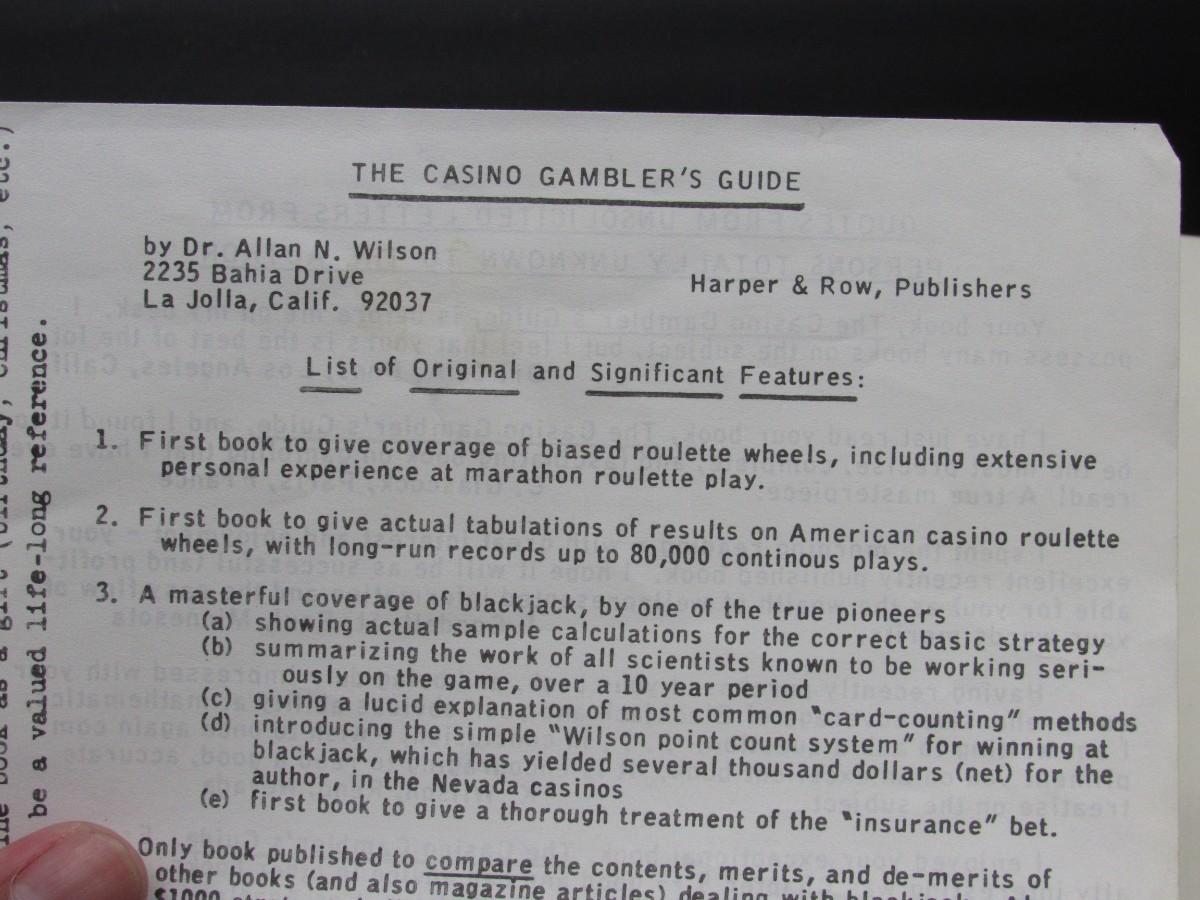 THE CASINO GAMBLER'S GUIDE
by Dr. Allan N. Wilson
2235 Bahia Drive
La Jolla, Calif. 92037
Harper & Row, Publishers
List of Original and Significant Features:
1. First book to give coverage of biased roulette wheels, including extensive
personal experience at marathon roulette play.
2. First book to give actual tabulations of results on American casino roulette
wheels, with long-run records up to 80,000 continous plays.
3. A masterful coverage of blackjack, by one of the true pioneers
(a) showing actual sample calculations for the correct basic strategy
(b) summarizing the work of all scientists known to be working seri-
ously on the game, over a 10 year period
(c) giving a lucid explanation of most common "card-counting" methods
(d) introducing the simple "Wilson point count system" for winning at
blackjack, which has yielded several thousand dollars (net) for the
author, in the Nevada casinos
(e) first book to give a thorough treatment of the "insurance" bet.
Only book published to compare the contents, merits, and de-merits of
other books (and also magazine articles) dealing with blackjack.
$1000
book as a gift (birthday, christmas, etc.)
be a valued life-long reference.